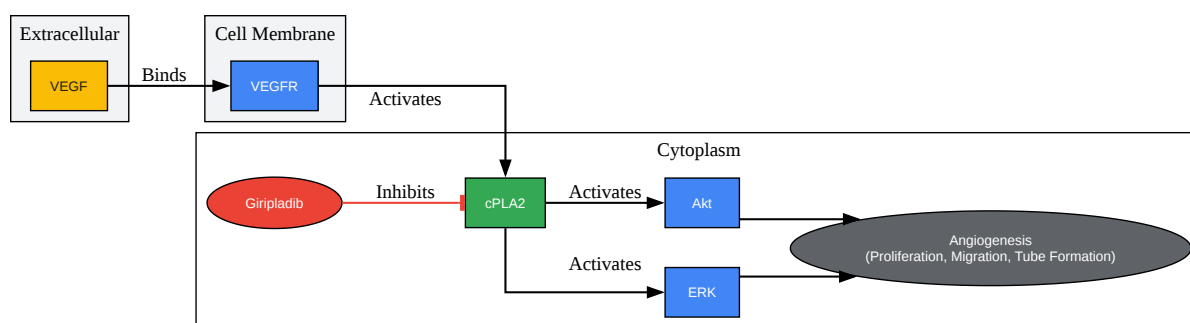 Extracellular
Cell Membrane
VEGF
Binds
VEGFR
Activates
Cytoplasm
Giripladib
Inhibits
cPLA2
Activates
Akt
Activates
ERK
Angiogenesis
(Proliferation, Migration, Tube Formation)